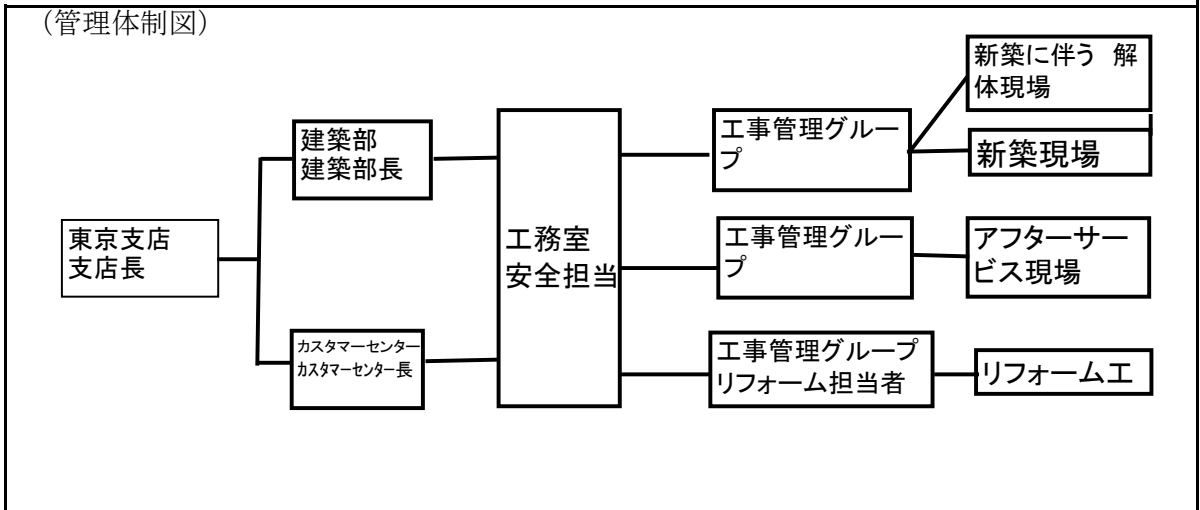 （管理体制図）
東京支店
支店長
建築部
建築部長
カスタマーセンター
カスタマーセンター長
工務室
安全担当
工事管理グルー
プ
工事管理グルー
プ
工事管理グループ
リフォーム担当者
新築に伴う　解
体現場
新築現場
アフターサー
ビス現場
リフォーム工